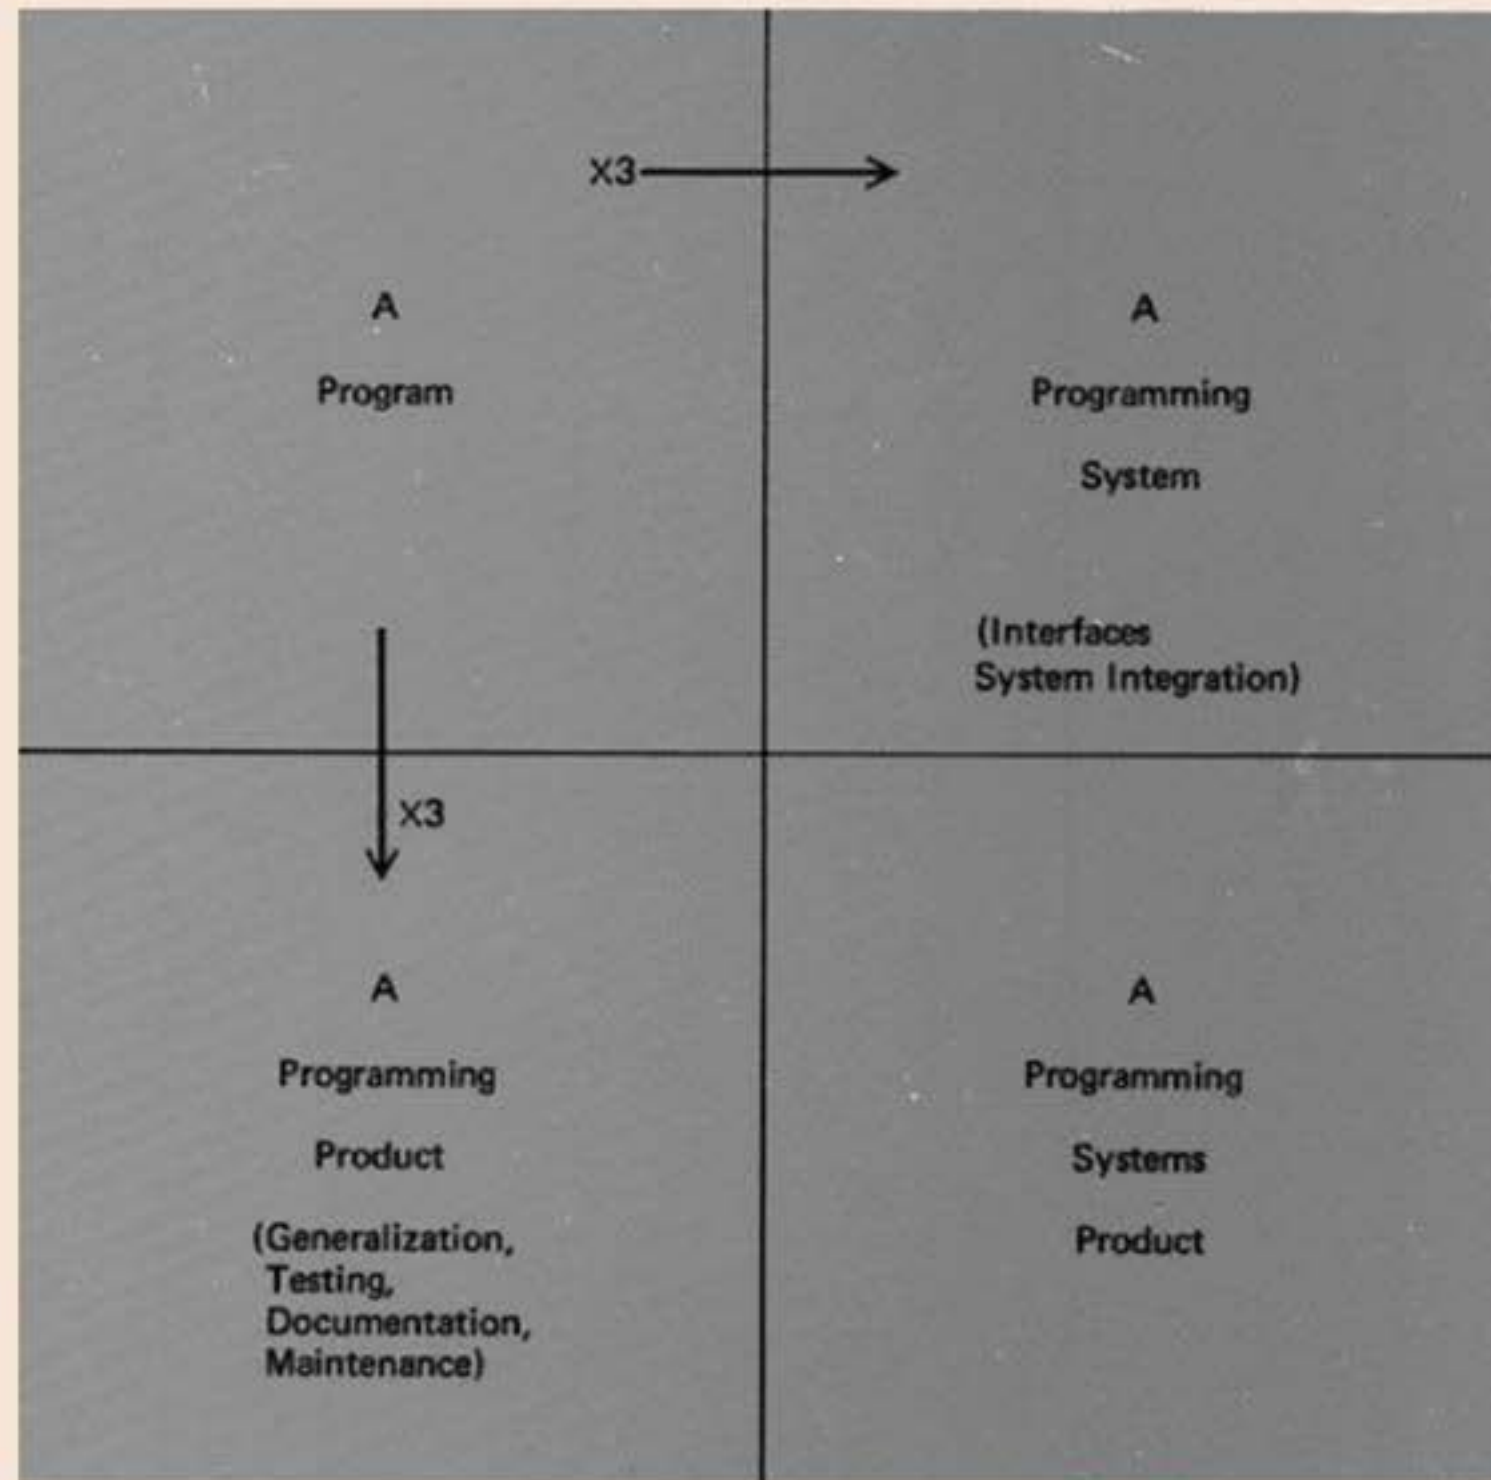 X3
A
Program
A
Programming
System
(Interfaces
System Integration)
X3
A
Programming
Product
(Generalization,
Testing,
Documentation,
Maintenance)
A
Programming
Systems
Product